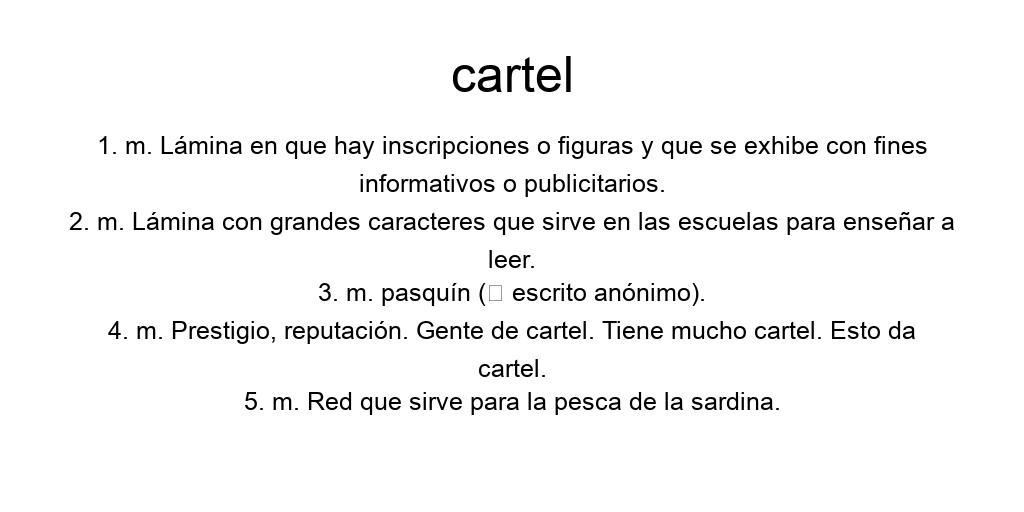 cartel
1. m. Lámina en que hay inscripciones o figuras y que se exhibe con fines
informativos o publicitarios.
2. m. Lámina con grandes caracteres que sirve en las escuelas para enseñar a
leer.
3. m. pasquín (□ escrito anónimo).
4. m. Prestigio, reputación. Gente de cartel. Tiene mucho cartel. Esto da
cartel.
5. m. Red que sirve para la pesca de la sardina.